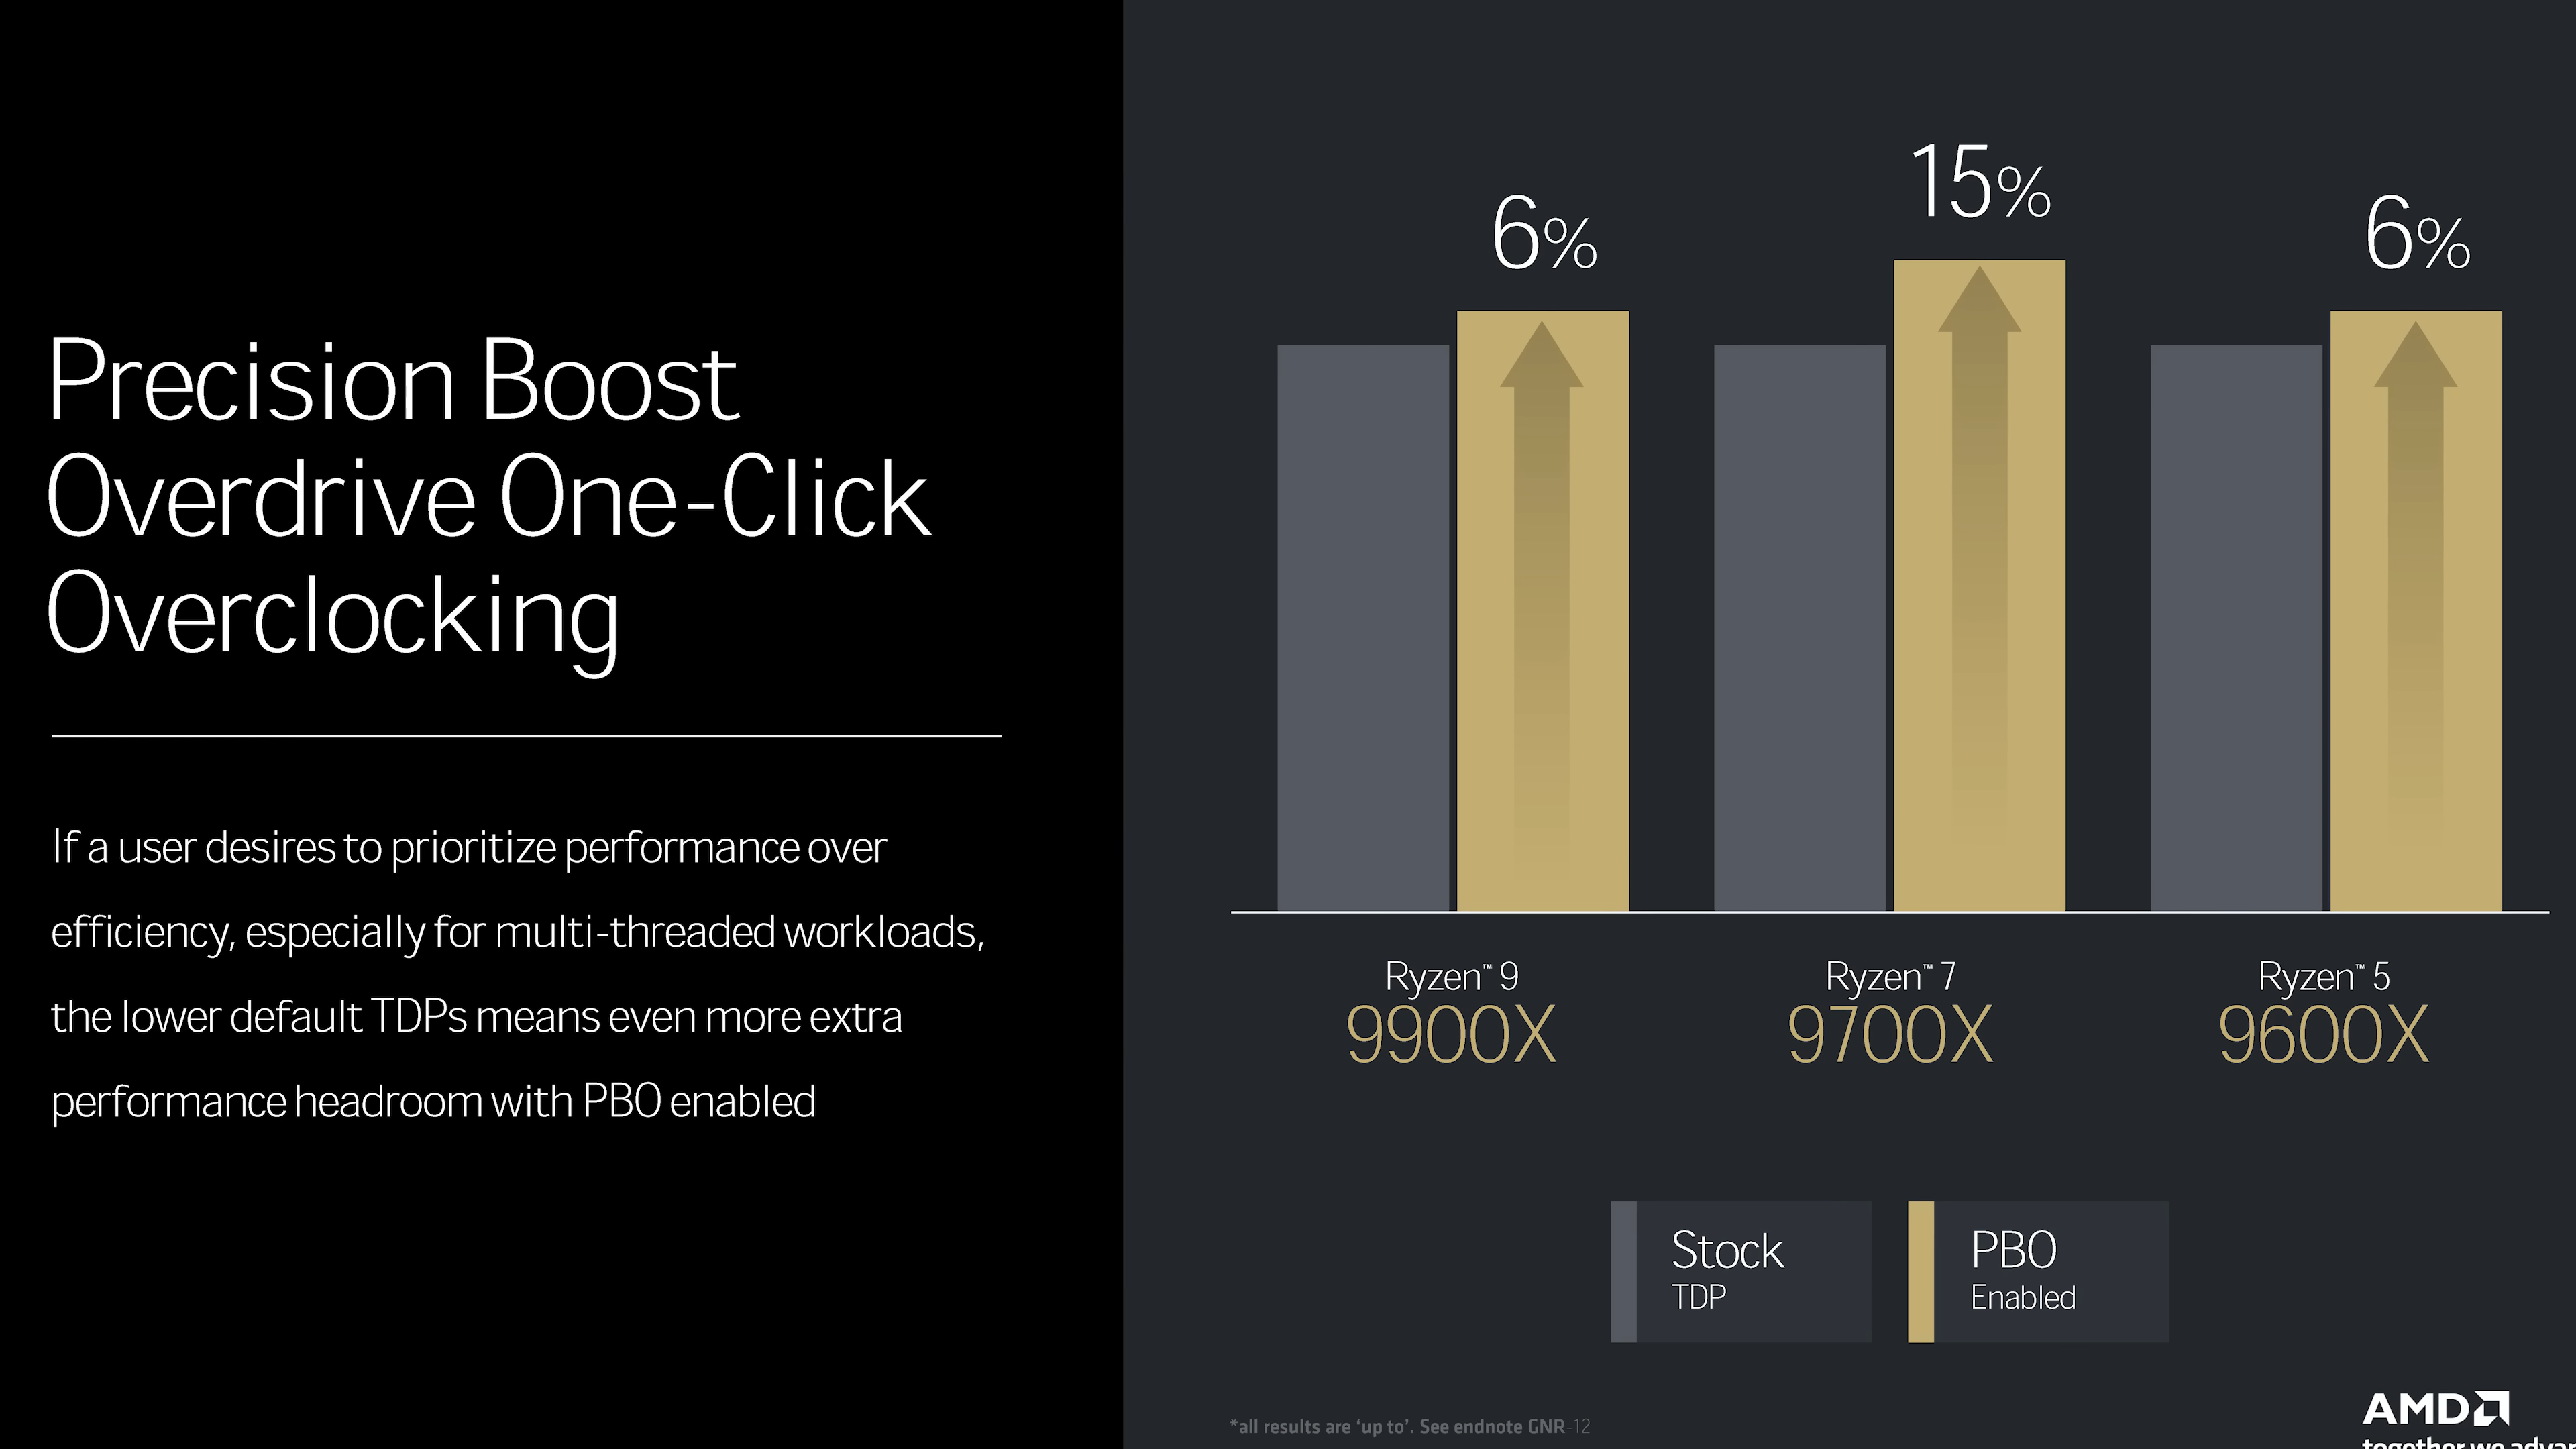 Precision Boost
Overdrive One-Click
Overclocking
If a user desires to prioritize performance over
efficiency, especially for multi-threaded workloads,
the lower default TDPs means even more extra
performance headroom with PBO enabled
6%
15%
6%
Ryzen™ 9
9900X
Ryzen™ 7
9700X
Ryzen™ 5
9600X
Stock
TDP
PBO
Enabled
*all results are ‘up to’. See endnote GNR-12
AMD
together we